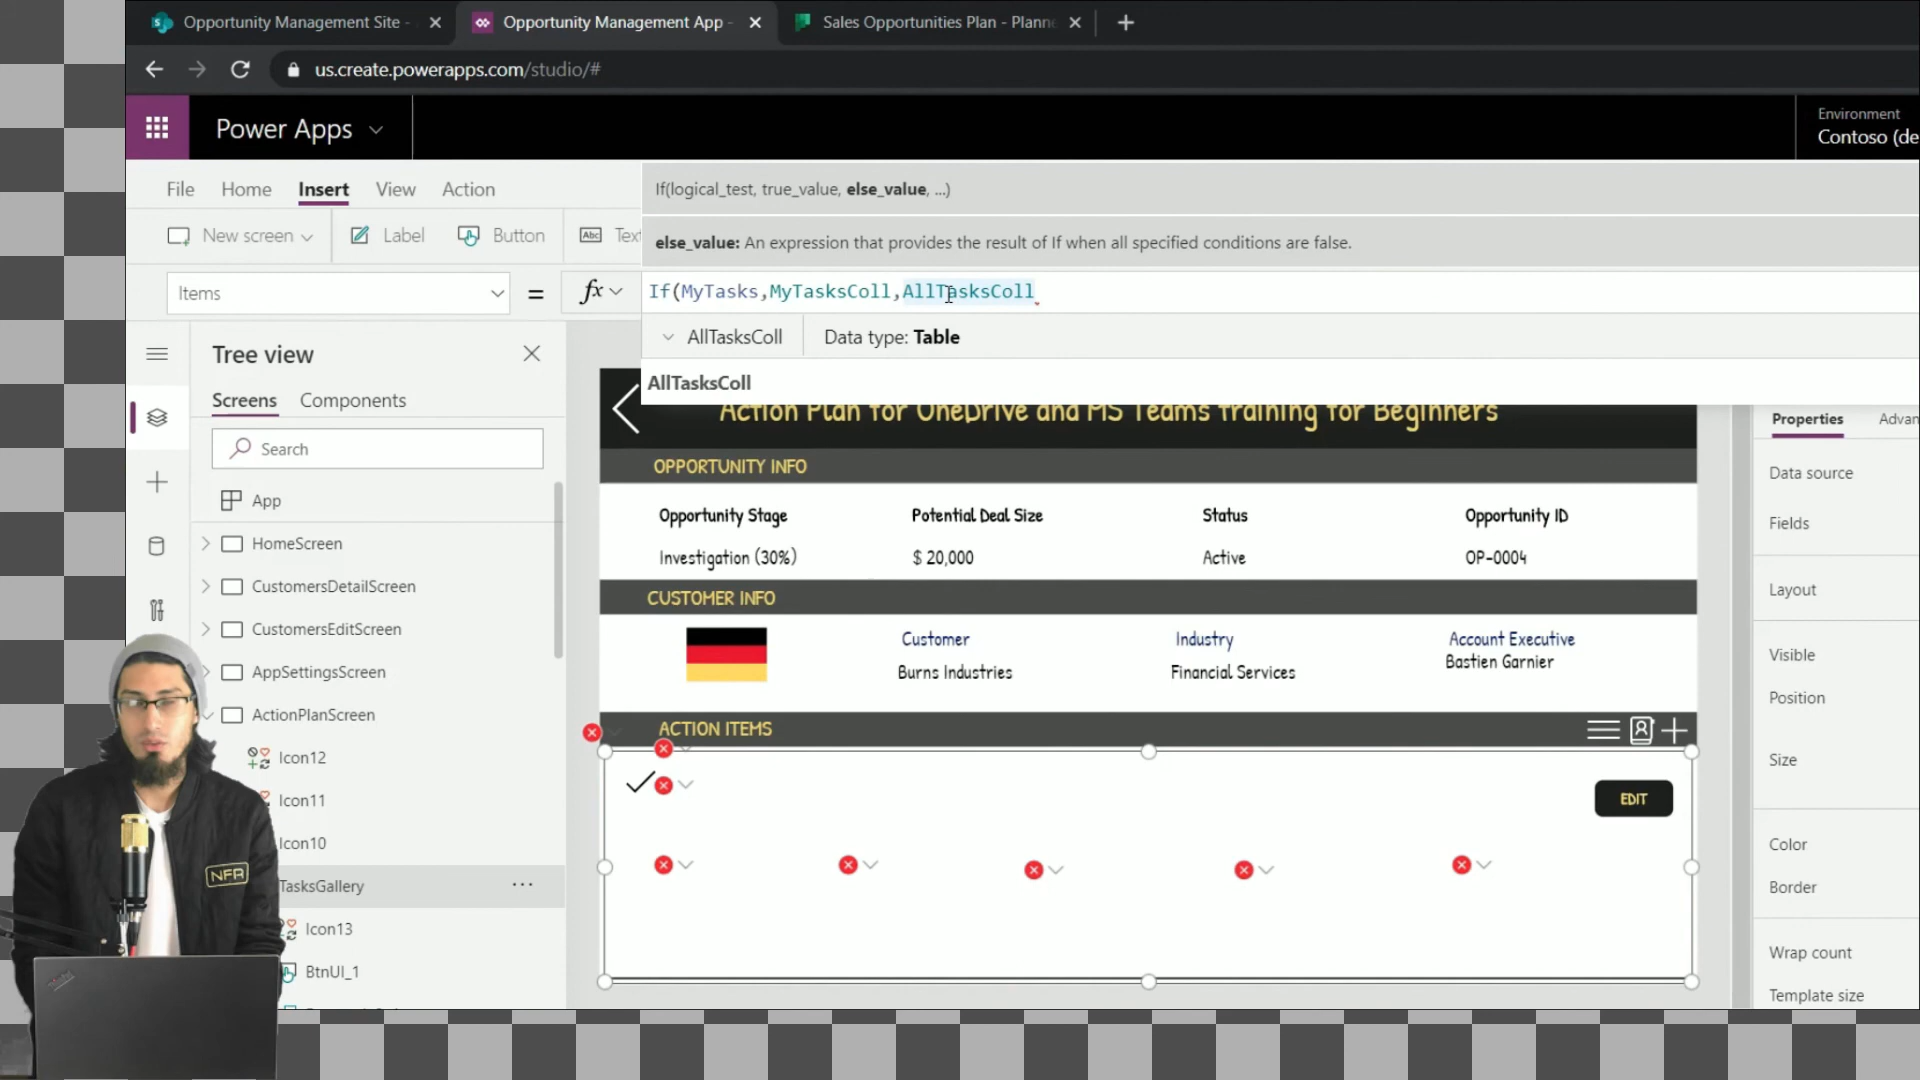 Opportunity Management Site -
Opportunity Management App -
Sales Opportunities Plan - Planne
us.create.powerapps.com/studio/#
Power Apps
Environment
Contoso (de
File Home Insert View Action
If(logical_test, true_value, else_value, ...)
New screen Label Button Abc Text
else_value: An expression that provides the result of If when all specified conditions are false.
Items = fx If(MyTasks,MyTasksColl,AllTasksColl
AllTasksColl Data type: Table
AllTasksColl
Tree view
Screens Components
Search
App
HomeScreen
CustomersDetailScreen
CustomersEditScreen
AppSettingsScreen
ActionPlanScreen
Icon12
Icon11
Icon10
TasksGallery
Icon13
BtnUI_1
Action Plan for OneDrive and MS Teams training for Beginners
OPPORTUNITY INFO
Opportunity Stage Potential Deal Size Status Opportunity ID
Investigation (30%) $ 20,000 Active OP-0004
CUSTOMER INFO
Customer Industry Account Executive
Burns Industries Financial Services Bastien Garnier
ACTION ITEMS
EDIT
Properties Advan
Data source
Fields
Layout
Visible
Position
Size
Color
Border
Wrap count
Template size
NFR